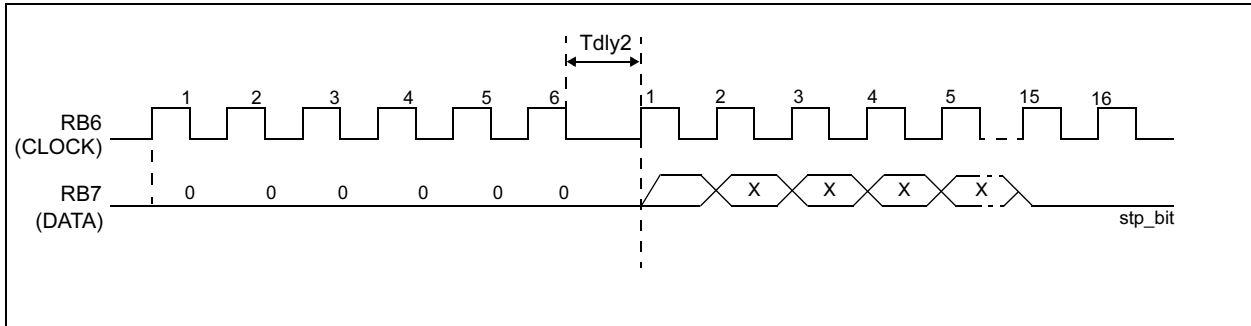 Tdly2
1 2 3 4 5 6 1 2 3 4 5 15 16
RB6
(CLOCK)
RB7
(DATA)
0 0 0 0 0 0 X X X X
stp_bit